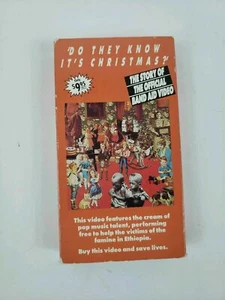 'DO THEY KNOW
IT'S CHRISTMAS?'
$9.95
THE STORY OF
THE OFFICIAL
BAND AID VIDEO
This video features the cream of
pop music talent, performing
free to help the victims of the
famine in Ethiopia.
Buy this video and save lives.